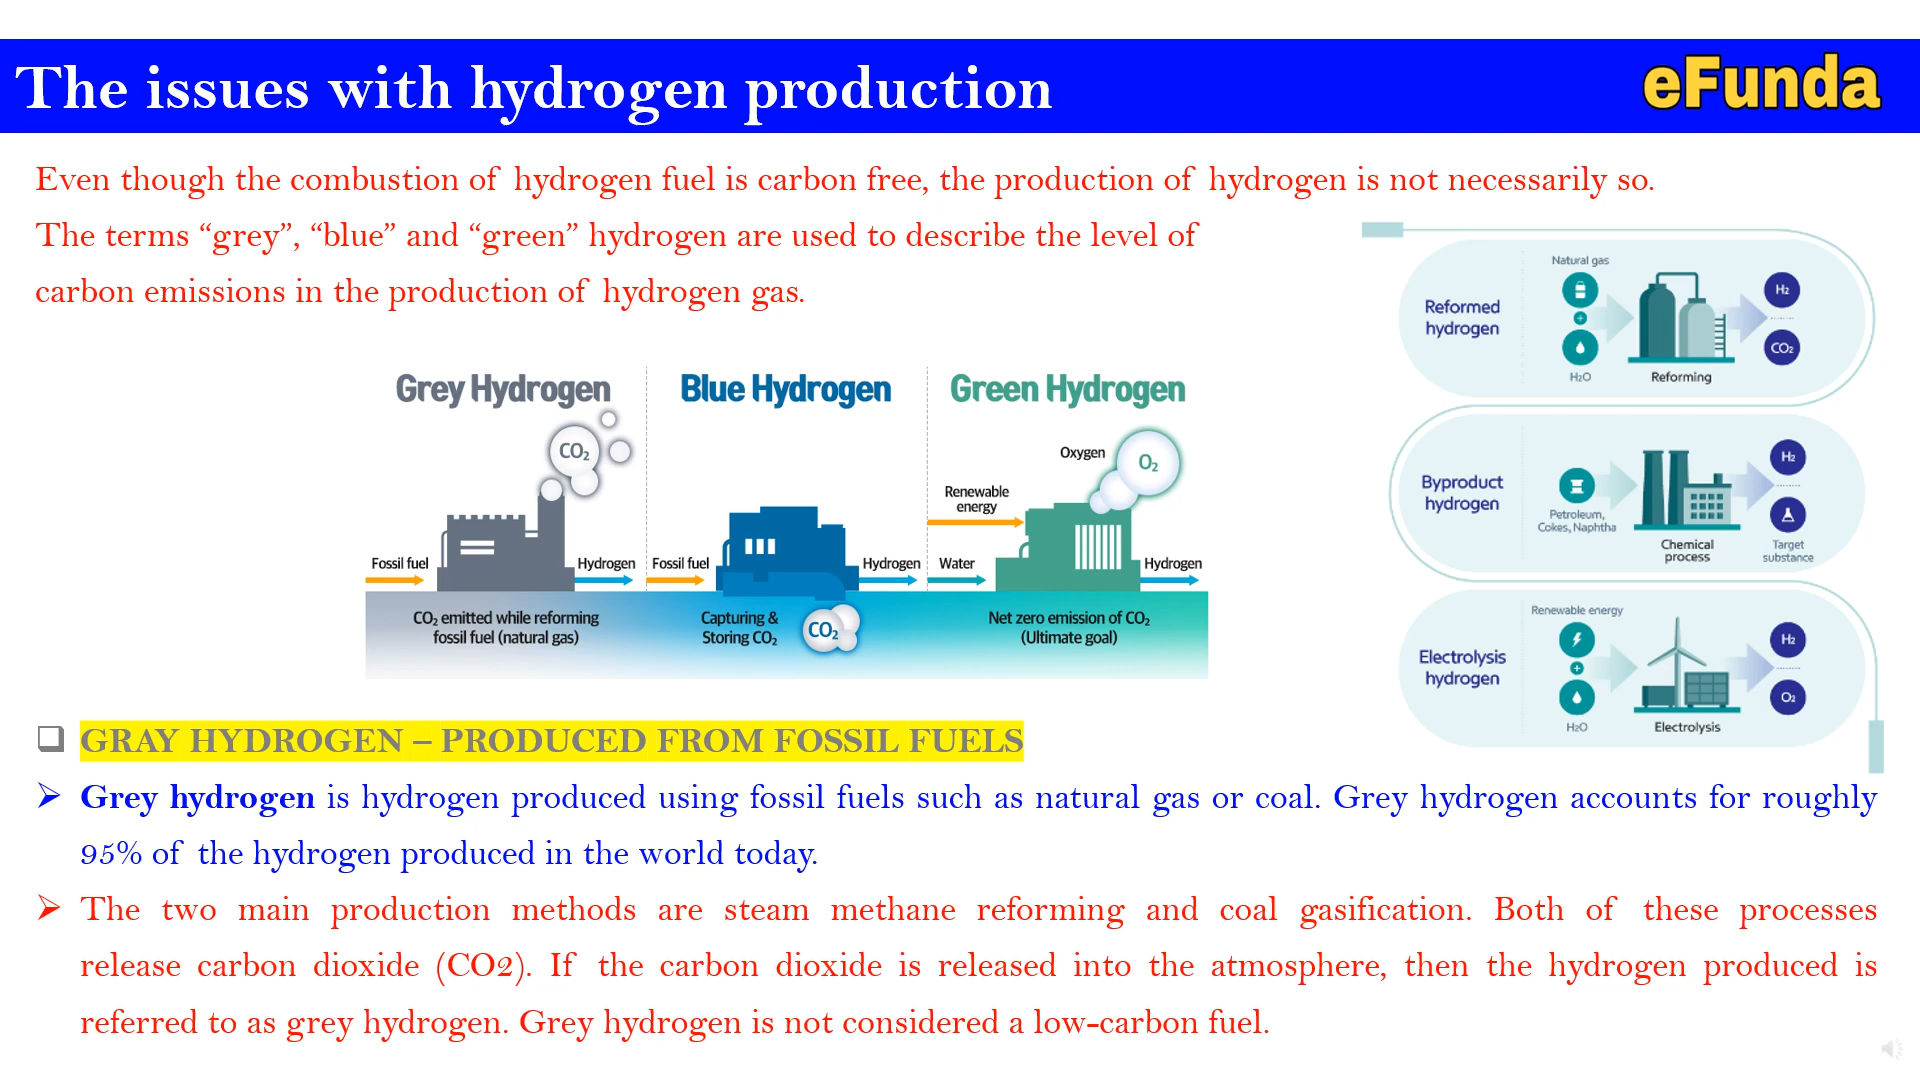 The issues with hydrogen production
eFunda
Even though the combustion of hydrogen fuel is carbon free, the production of hydrogen is not necessarily so.
The terms “grey”, “blue” and “green” hydrogen are used to describe the level of
carbon emissions in the production of hydrogen gas.
Grey Hydrogen
CO₂
Fossil fuel
Hydrogen
CO₂ emitted while reforming
fossil fuel (natural gas)
Blue Hydrogen
Fossil fuel
Hydrogen
Capturing &
Storing CO₂
CO₂
Green Hydrogen
Oxygen
O₂
Renewable
energy
Water
Hydrogen
Net zero emission of CO₂
(Ultimate goal)
Reformed
hydrogen
Natural gas
H₂O
Reforming
H₂
CO₂
Byproduct
hydrogen
Petroleum,
Cokes, Naphtha
Chemical
process
H₂
Target
substance
Electrolysis
hydrogen
Renewable energy
H₂O
Electrolysis
H₂
O₂
GRAY HYDROGEN – PRODUCED FROM FOSSIL FUELS
Grey hydrogen is hydrogen produced using fossil fuels such as natural gas or coal. Grey hydrogen accounts for roughly
95% of the hydrogen produced in the world today.
The two main production methods are steam methane reforming and coal gasification. Both of these processes
release carbon dioxide (CO2). If the carbon dioxide is released into the atmosphere, then the hydrogen produced is
referred to as grey hydrogen. Grey hydrogen is not considered a low-carbon fuel.